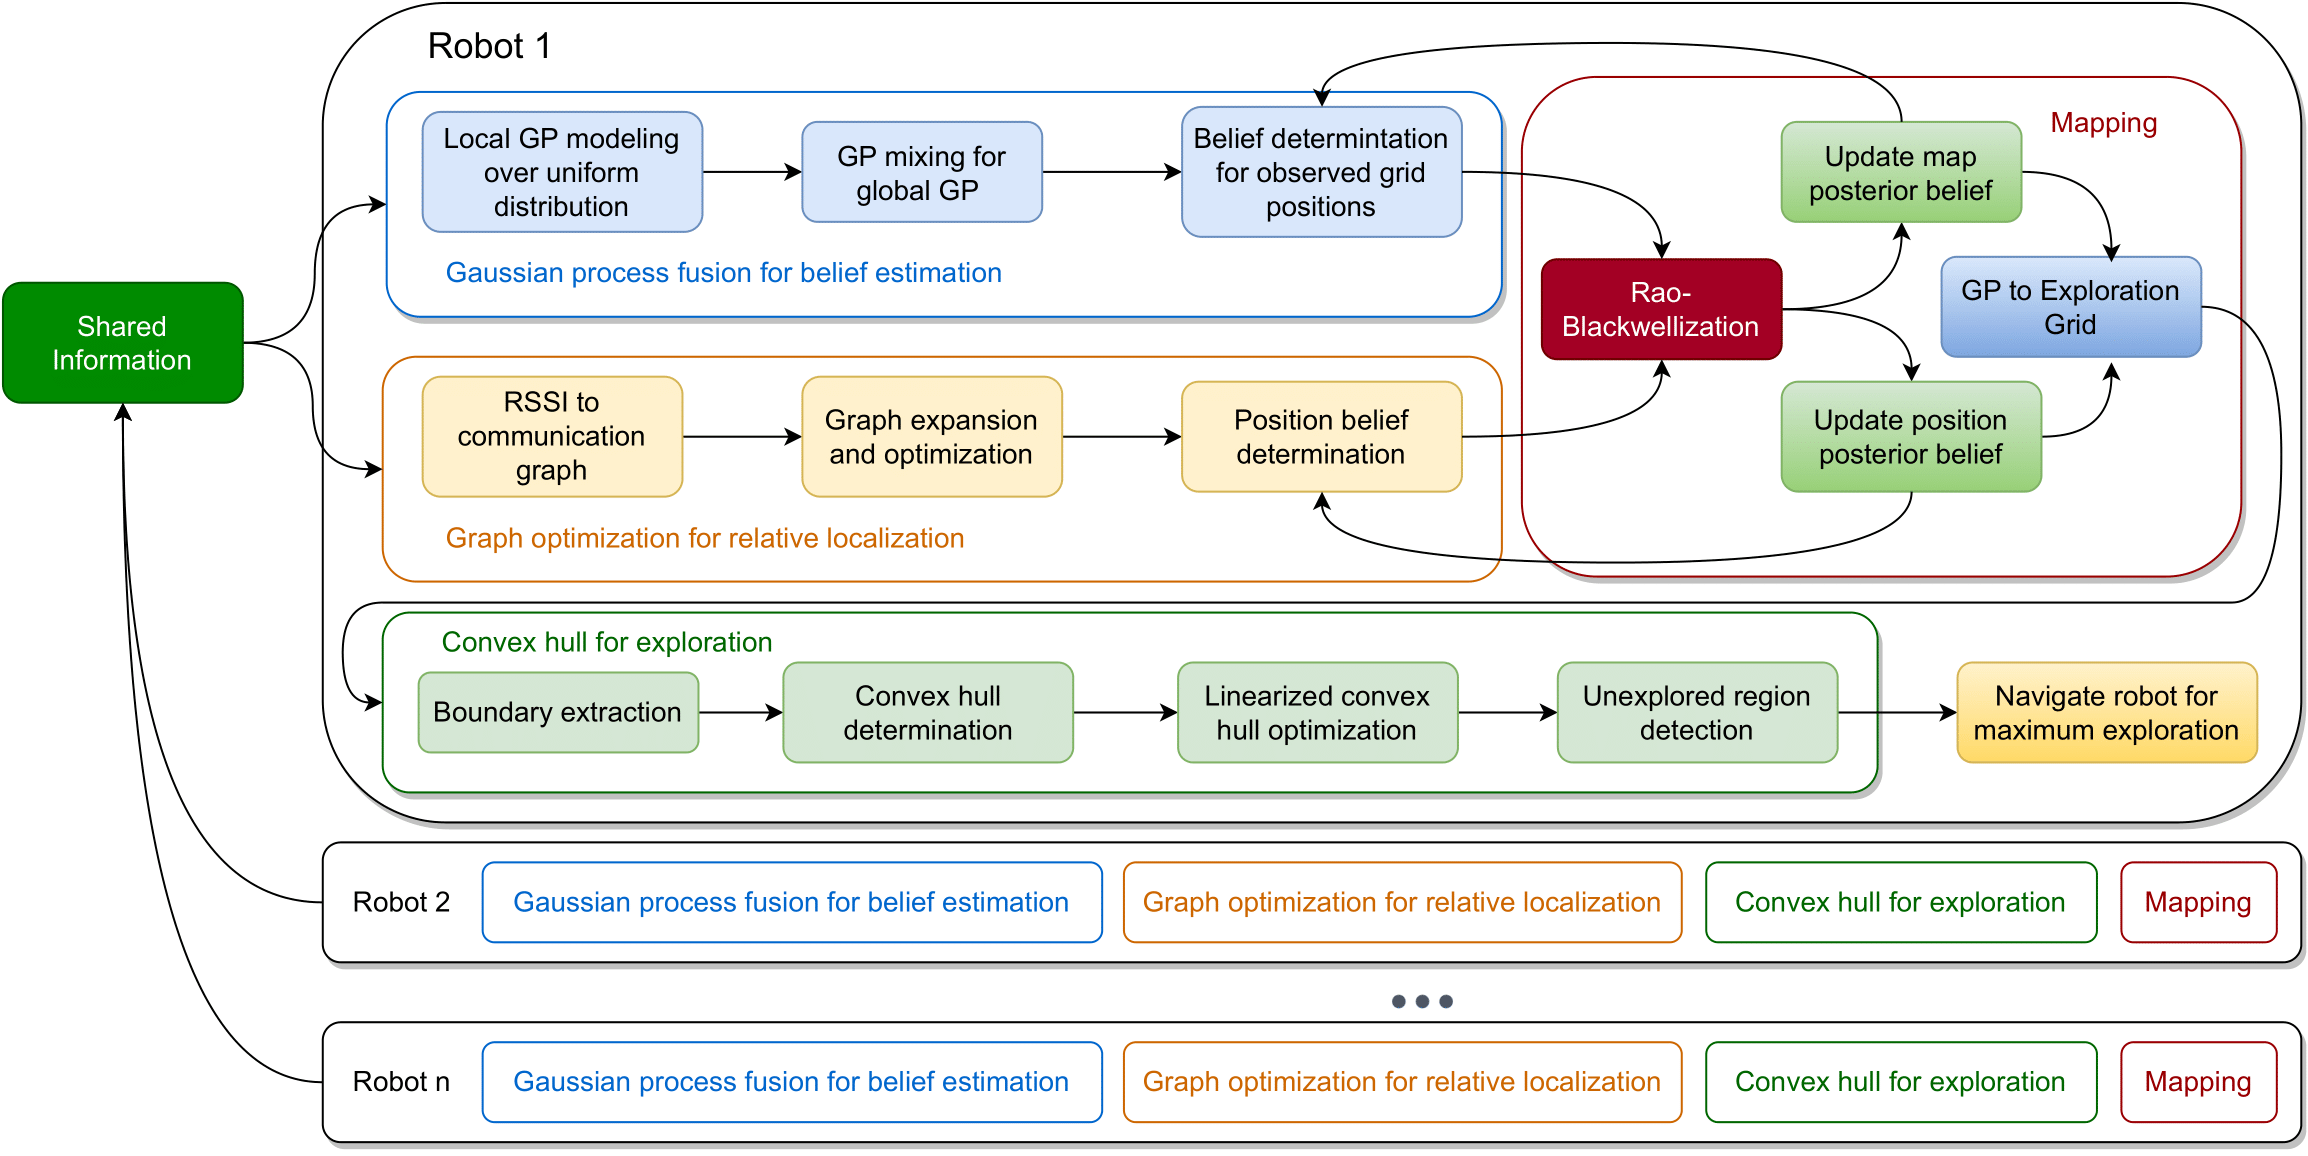 Robot 1
Local GP modeling
over uniform
distribution
GP mixing for
global GP
Belief determintation
for observed grid
positions
Gaussian process fusion for belief estimation
Mapping
Update map
posterior belief
Rao-
Blackwellization
GP to Exploration
Grid
Update position
posterior belief
Shared
Information
RSSI to
communication
graph
Graph expansion
and optimization
Position belief
determination
Graph optimization for relative localization
Convex hull for exploration
Boundary extraction
Convex hull
determination
Linearized convex
hull optimization
Unexplored region
detection
Navigate robot for
maximum exploration
Robot 2
Gaussian process fusion for belief estimation
Graph optimization for relative localization
Convex hull for exploration
Mapping
Robot n
Gaussian process fusion for belief estimation
Graph optimization for relative localization
Convex hull for exploration
Mapping